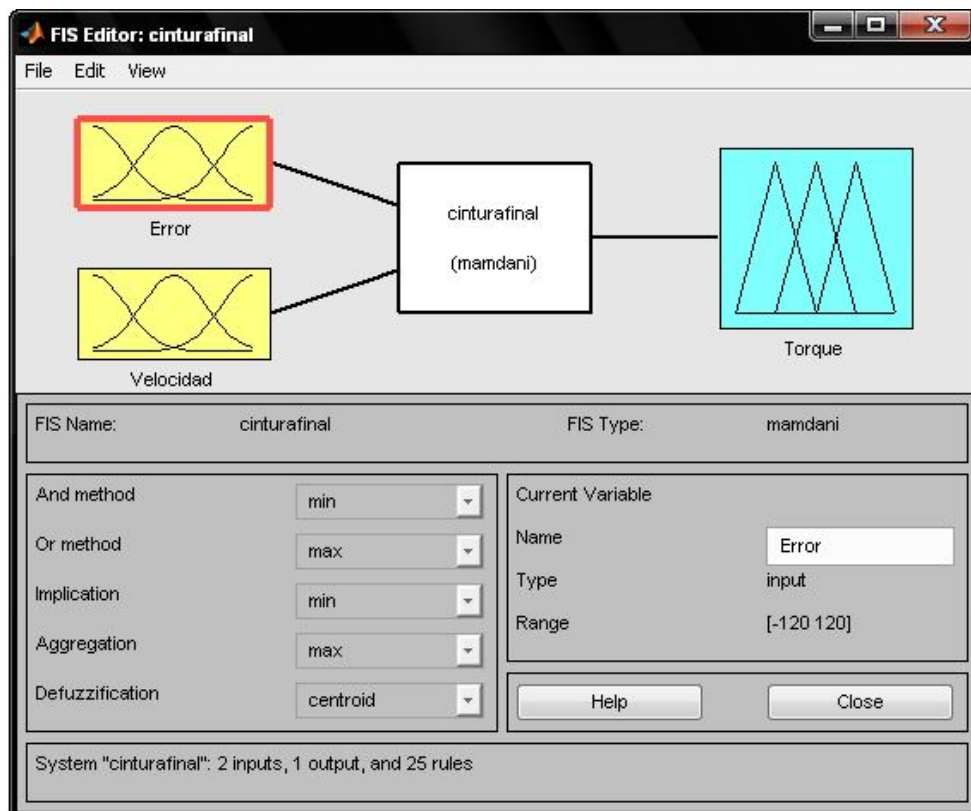 FIS Editor: cinturafinal
File Edit View
Error
Velocidad
cinturafinal
(mamdani)
Torque
FIS Name: cinturafinal FIS Type: mamdani
And method min
Or method max
Implication min
Aggregation max
Defuzzification centroid
Current Variable
Name Error
Type input
Range [-120 120]
Help Close
System "cinturafinal": 2 inputs, 1 output, and 25 rules